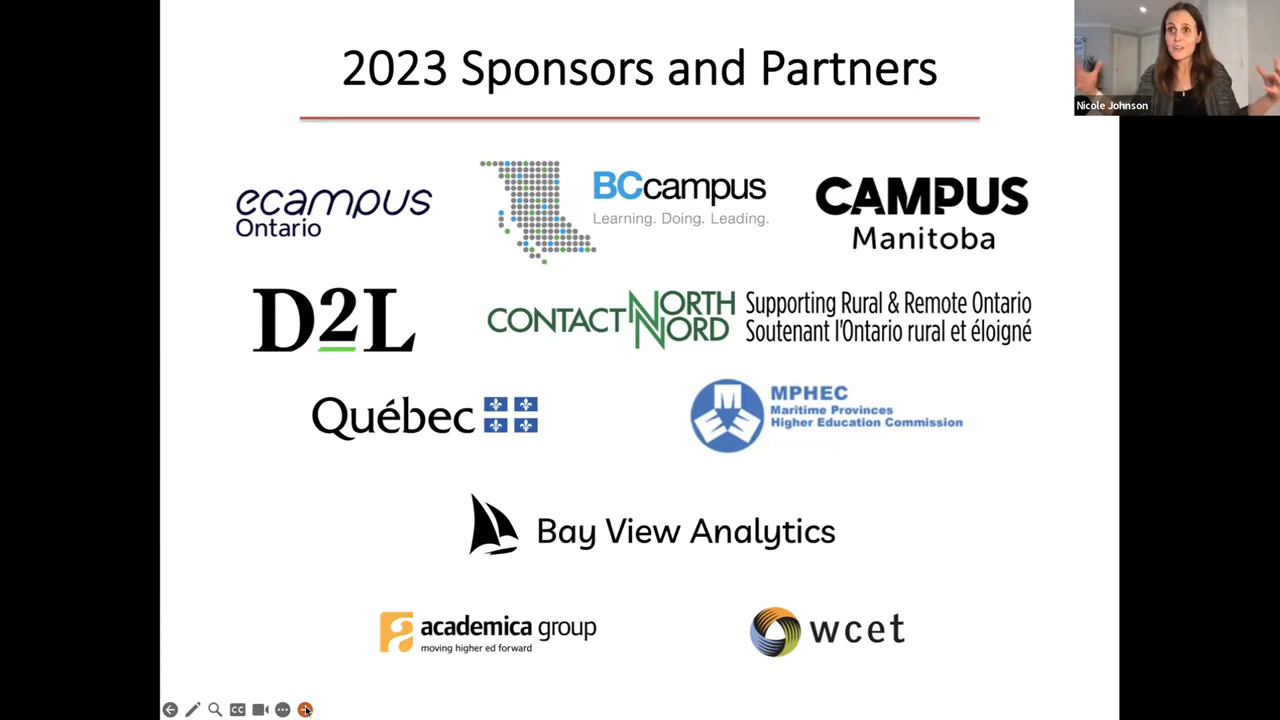 2023 Sponsors and Partners
Nicole Johnson
ecampus
Ontario
BCcampus
Learning. Doing. Leading.
CAMPUS
Manitoba
D2L
CONTACT NORTH
NORD
Supporting Rural & Remote Ontario
Soutenant l'Ontario rural et éloigné
Québec
MPHEC
Maritime Provinces
Higher Education Commission
Bay View Analytics
academica group
moving higher ed forward
wcet
CC